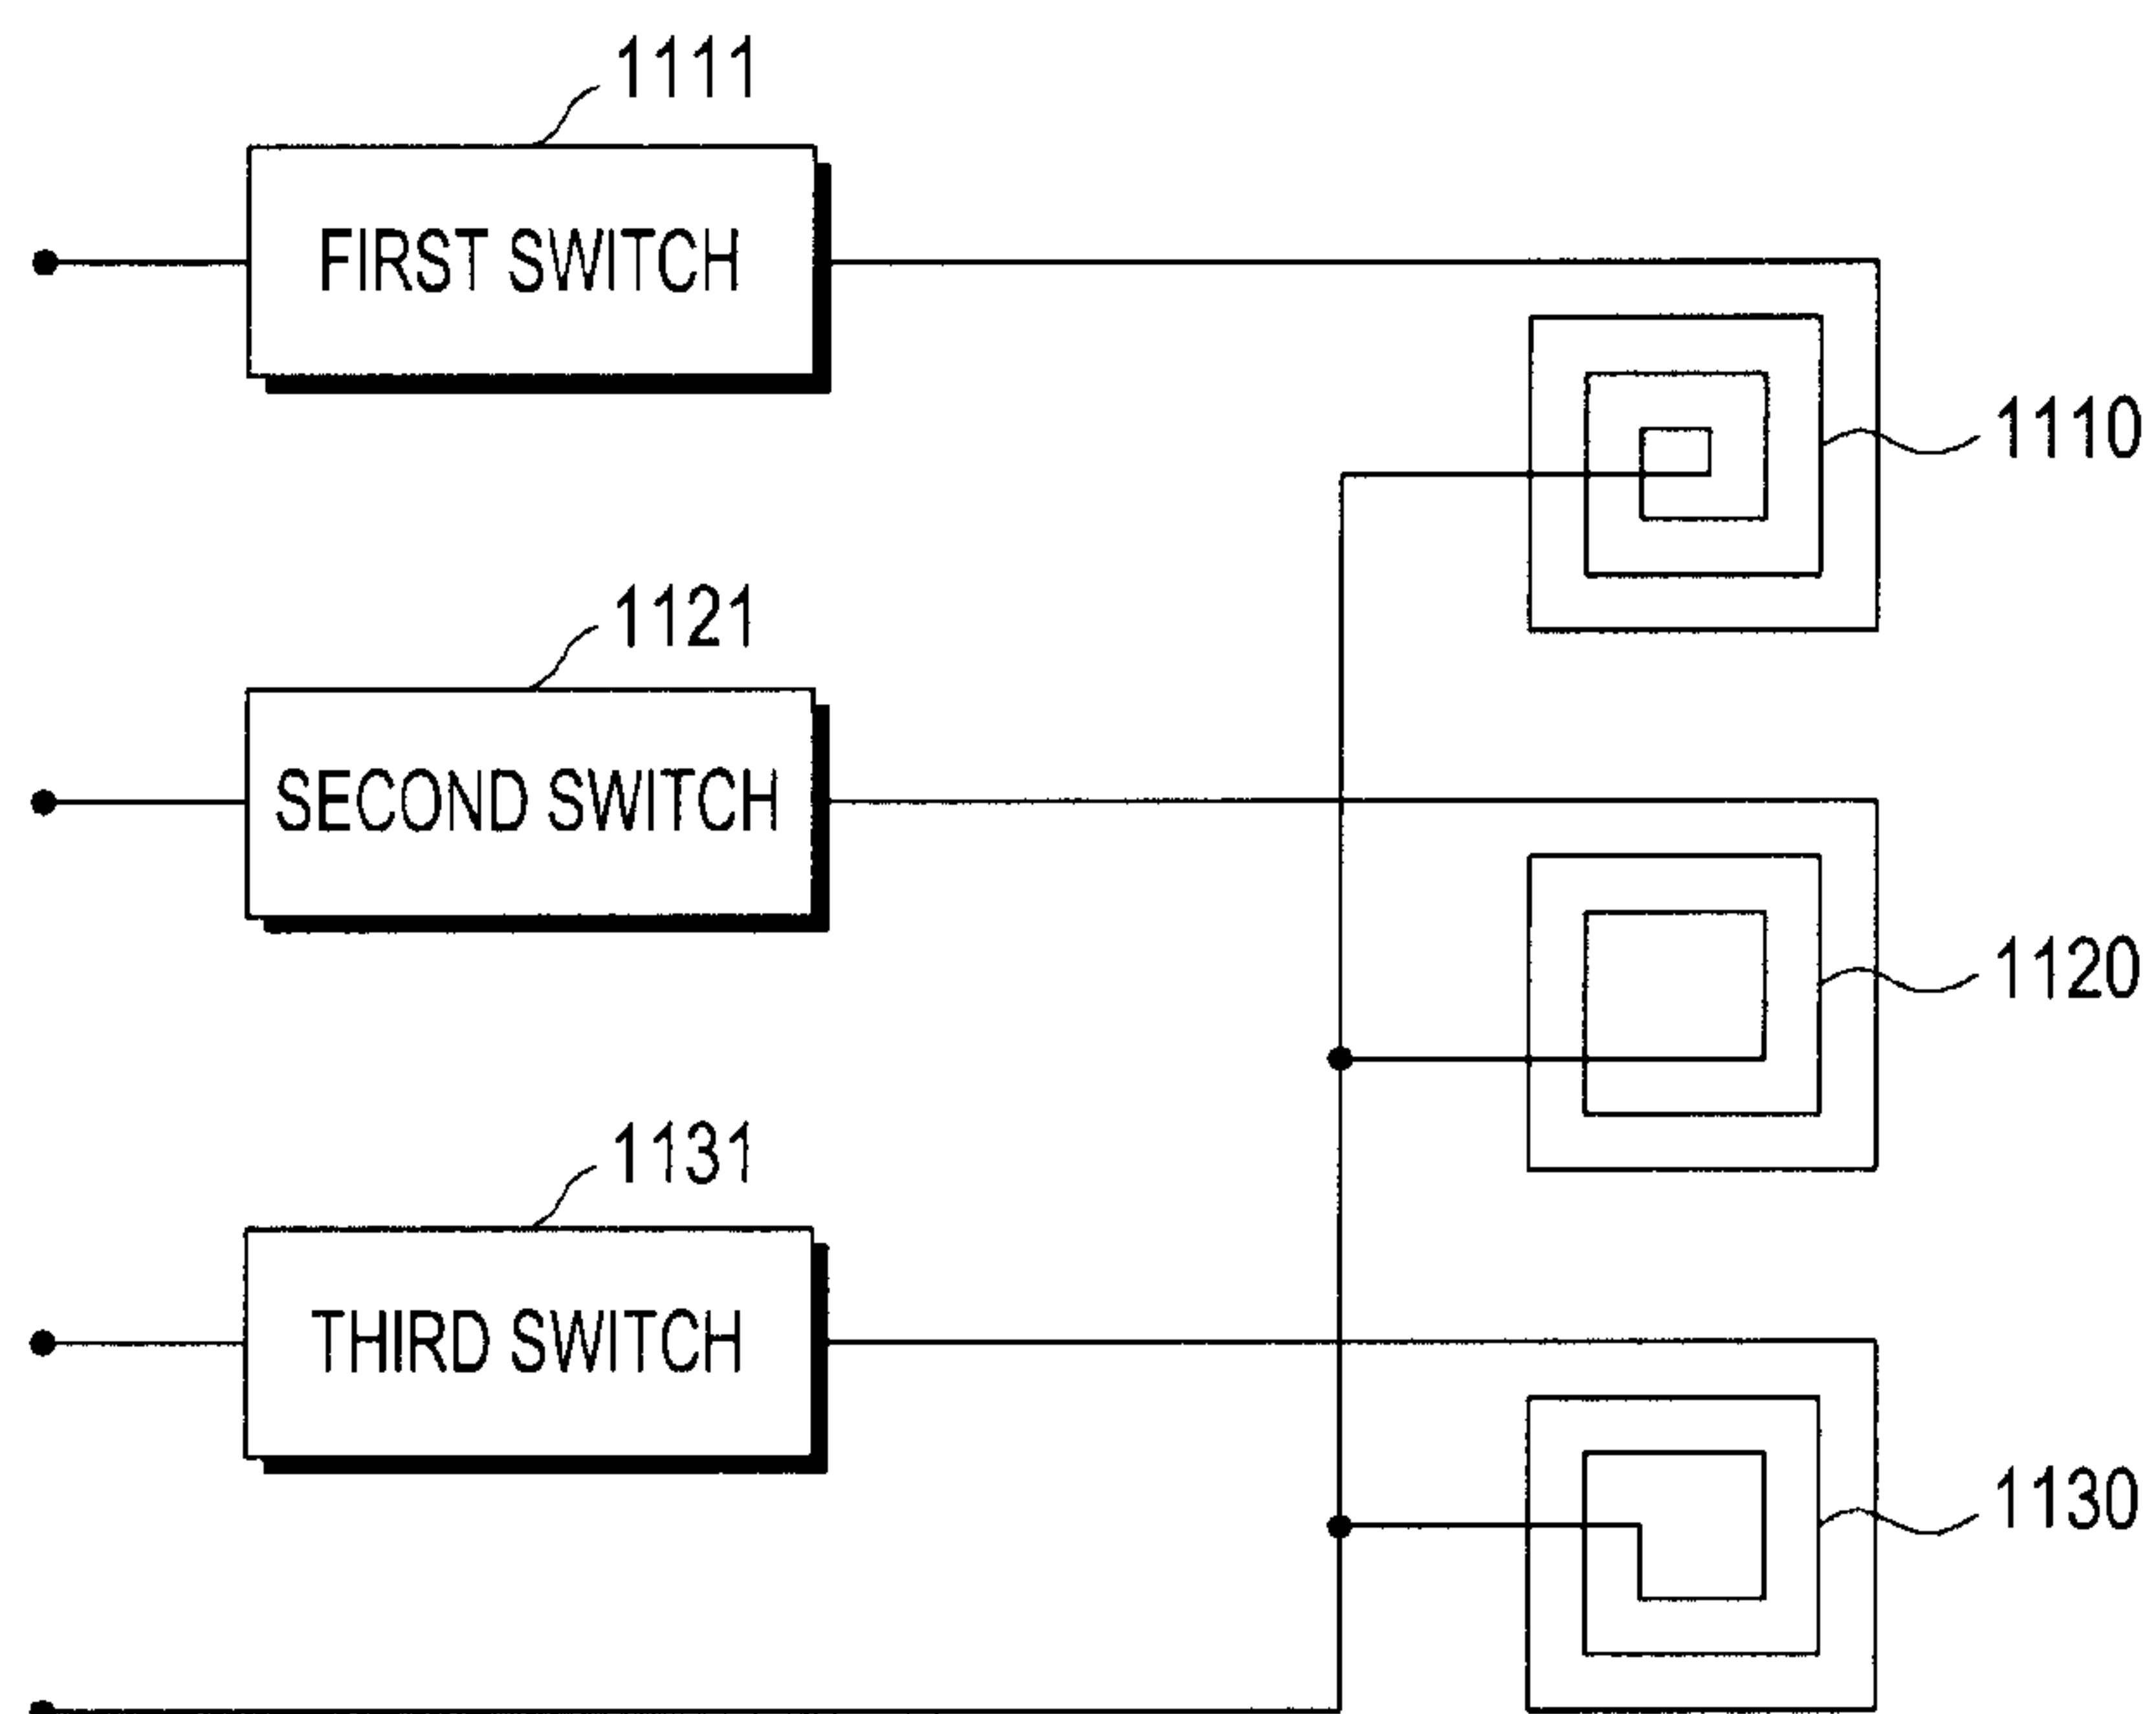 1111
FIRST SWITCH
1110
1121
SECOND SWITCH
1120
1131
THIRD SWITCH
1130